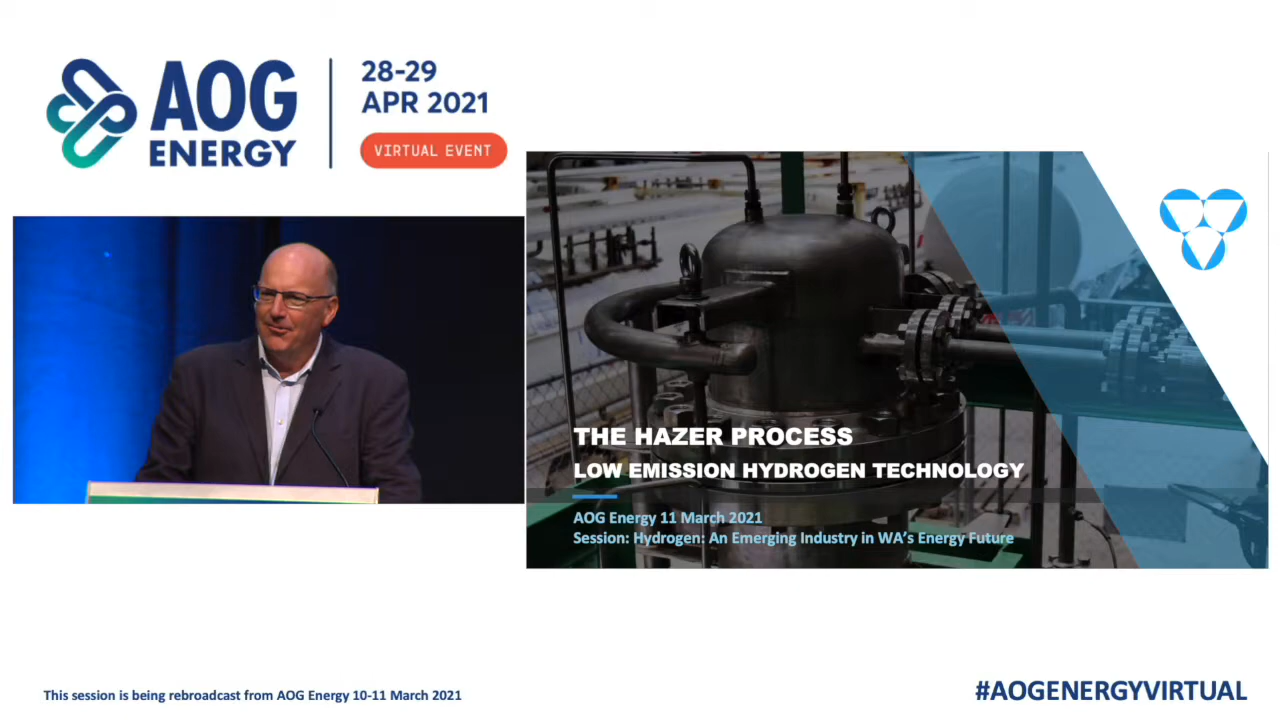 AOG
ENERGY
28-29
APR 2021
VIRTUAL EVENT
THE HAZER PROCESS
LOW EMISSION HYDROGEN TECHNOLOGY
AOG Energy 11 March 2021
Session: Hydrogen: An Emerging Industry in WA's Energy Future
This session is being rebroadcast from AOG Energy 10-11 March 2021
#AOGENERGYVIRTUAL